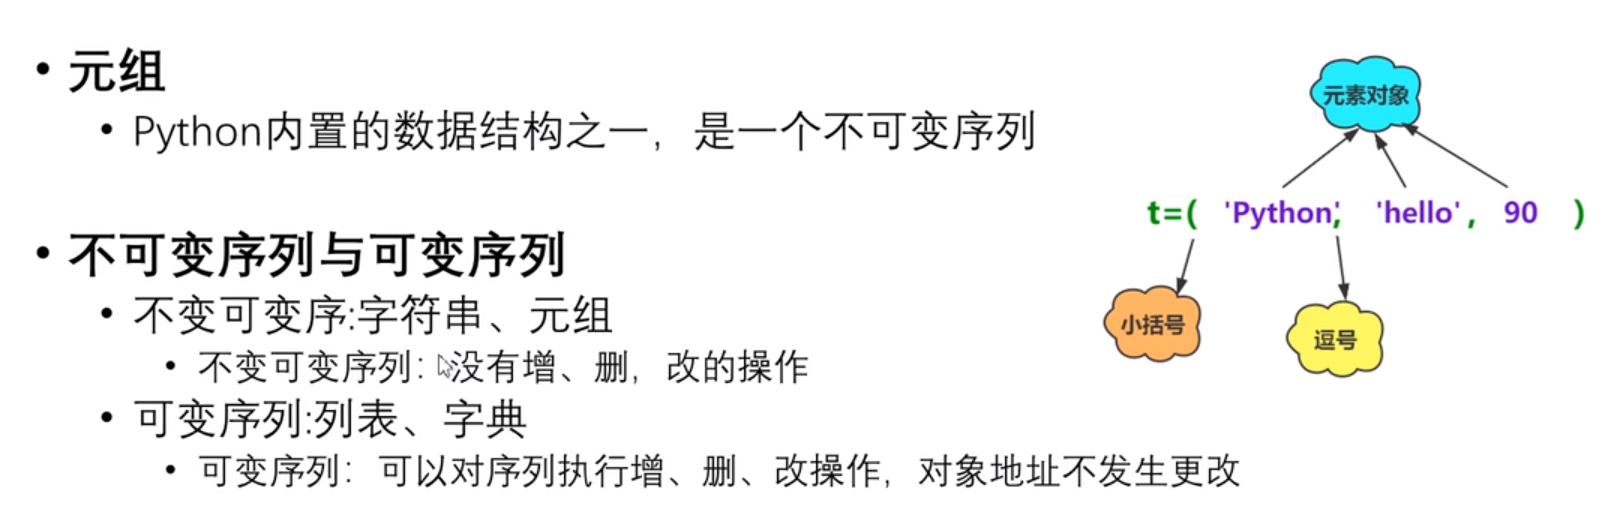 • 元组
• Python内置的数据结构之一，是一个不可变序列
• 不可变序列与可变序列
• 不变可变序:字符串、元组
• 不变可变序列：没有增、删，改的操作
• 可变序列:列表、字典
• 可变序列：可以对序列执行增、删、改操作，对象地址不发生更改
元素对象
t=( 'Python', 'hello', 90 )
小括号
逗号